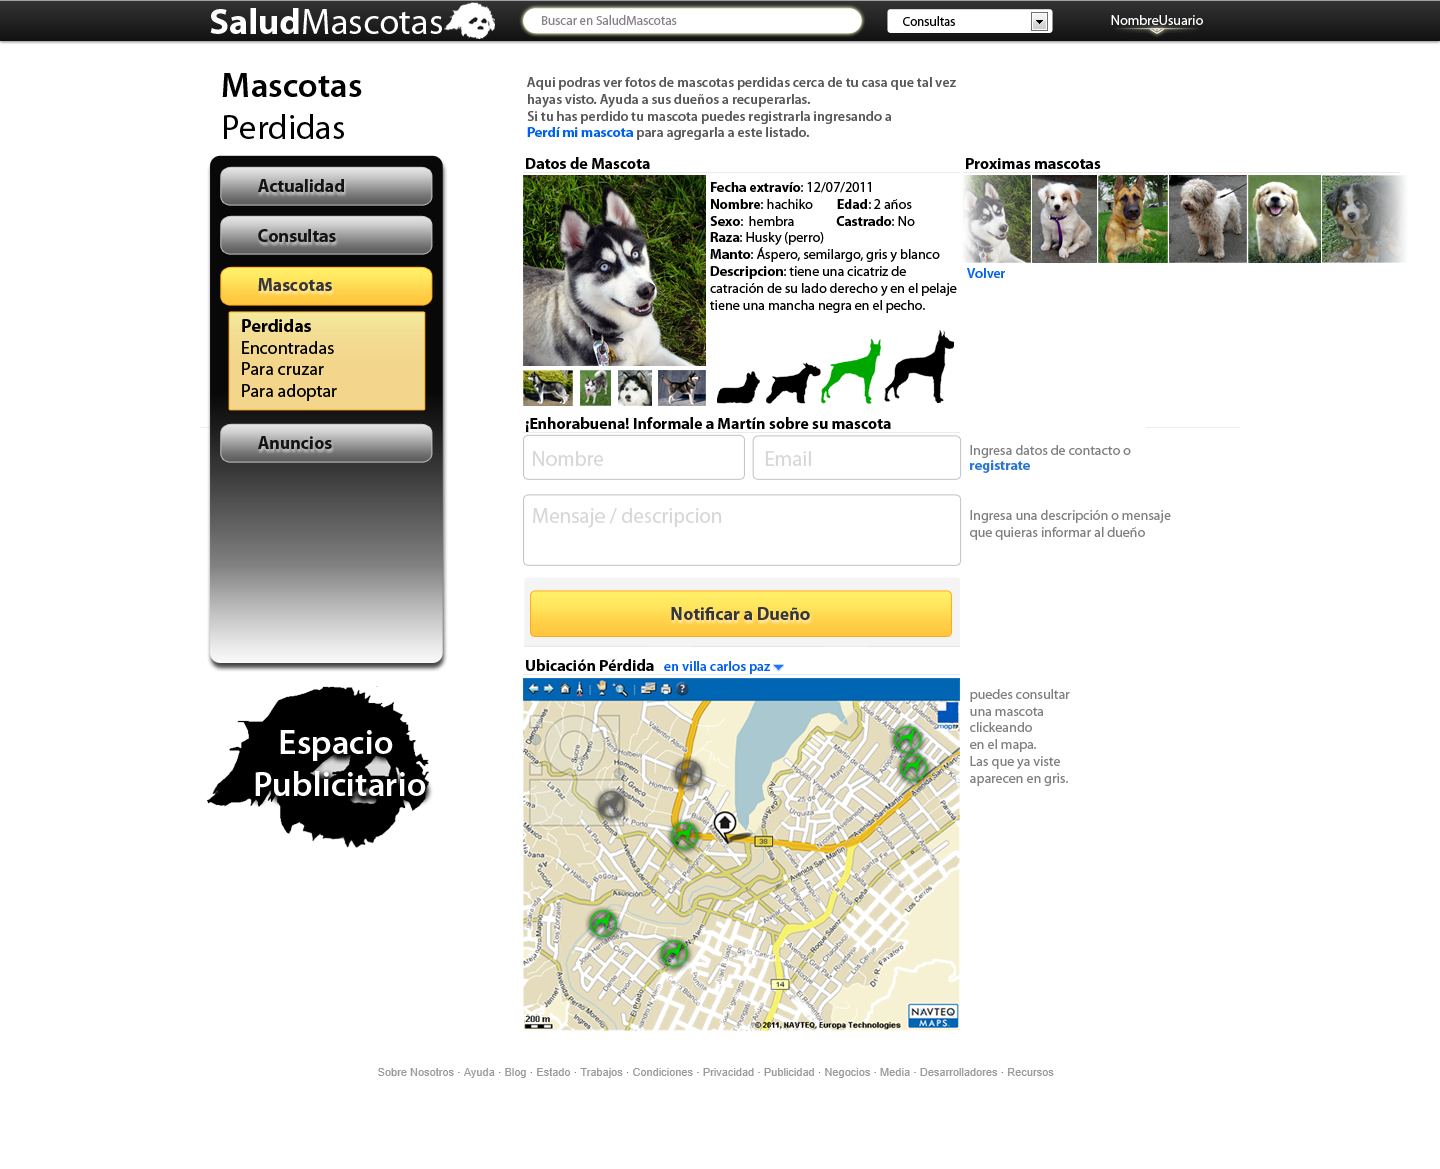 SaludMascotas
Buscar en SaludMascotas
Consultas
NombreUsuario
Mascotas
Perdidas
Actualidad
Consultas
Mascotas
Perdidas
Encontradas
Para cruzar
Para adoptar
Anuncios
Espacio
Publicitario
Aqui podras ver fotos de mascotas perdidas cerca de tu casa que tal vez
hayas visto. Ayuda a sus dueños a recuperarlas.
Si tu has perdido tu mascota puedes registrarla ingresando a
Perdí mi mascota para agregarla a este listado.
Datos de Mascota
Fecha extravío: 12/07/2011
Nombre: hachiko Edad: 2 años
Sexo: hembra Castrado: No
Raza: Husky (perro)
Manto: Áspero, semilargo, gris y blanco
Descripcion: tiene una cicatriz de
catración de su lado derecho y en el pelaje
tiene una mancha negra en el pecho.
Proximas mascotas
Volver
¡Enhorabuena! Informale a Martín sobre su mascota
Nombre
Email
Ingresa datos de contacto o
registrate
Mensaje / descripcion
Ingresa una descripción o mensaje
que quieras informar al dueño
Notificar a Dueño
Ubicación Pérdida en villa carlos paz
puedes consultar
una mascota
clickeando
en el mapa.
Las que ya viste
aparecen en gris.
38
14
Asunción
Los Cerros
200 m
©2011, NAVTEQ, Europa Technologies
NAVTEQ
MAPS
Sobre Nosotros · Ayuda · Blog · Estado · Trabajos · Condiciones · Privacidad · Publicidad · Negocios · Media · Desarrolladores · Recursos